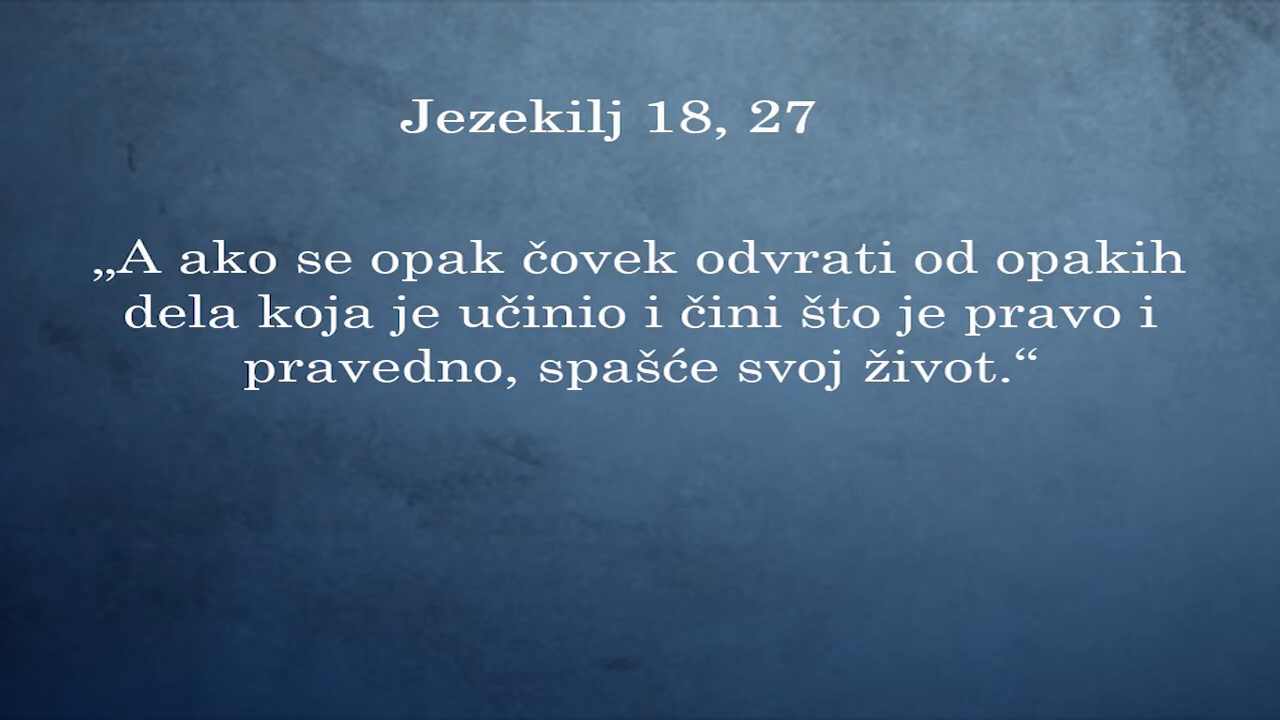 Jezekilj 18, 27
„A ako se opak čovek odvrati od opakih
dela koja je učinio i čini što je pravo i
pravedno, spašće svoj život.“